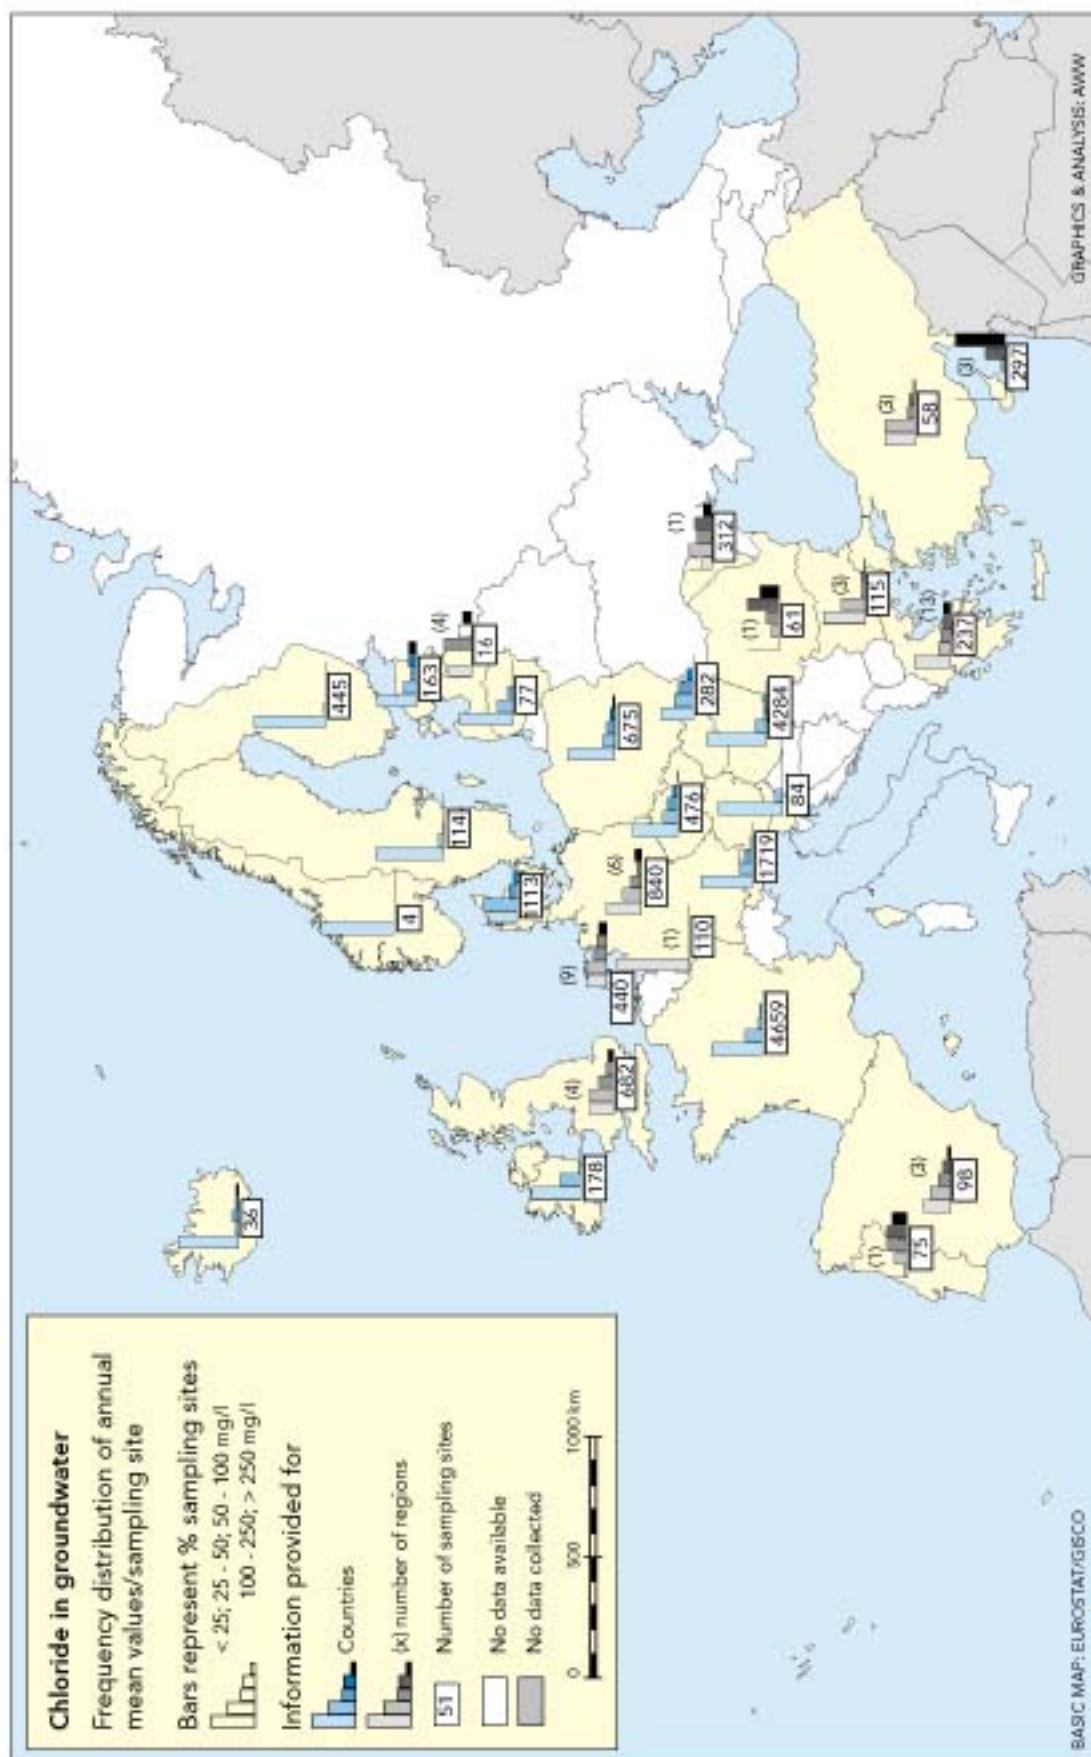 Chloride in groundwater
Frequency distribution of annual
mean values/sampling site
Bars represent % sampling sites
< 25; 25 - 50; 50 - 100 mg/l
100 - 250; > 250 mg/l
Information provided for
Countries
(x) number of regions
51 Number of sampling sites
No data available
No data collected
0 500 1000 km
36
178
(4)
682
(1)
75
(3)
98
4659
(9)
440
(1)
110
4
114
445
1113
(6)
840
476
1719
84
675
163
(4)
16
77
282
4284
(1)
312
(1)
61
(3)
115
(13)
237
(3)
58
(3)
297
BASIC MAP: EUROSTAT/GISCO
GRAPHICS & ANALYSIS: AWW